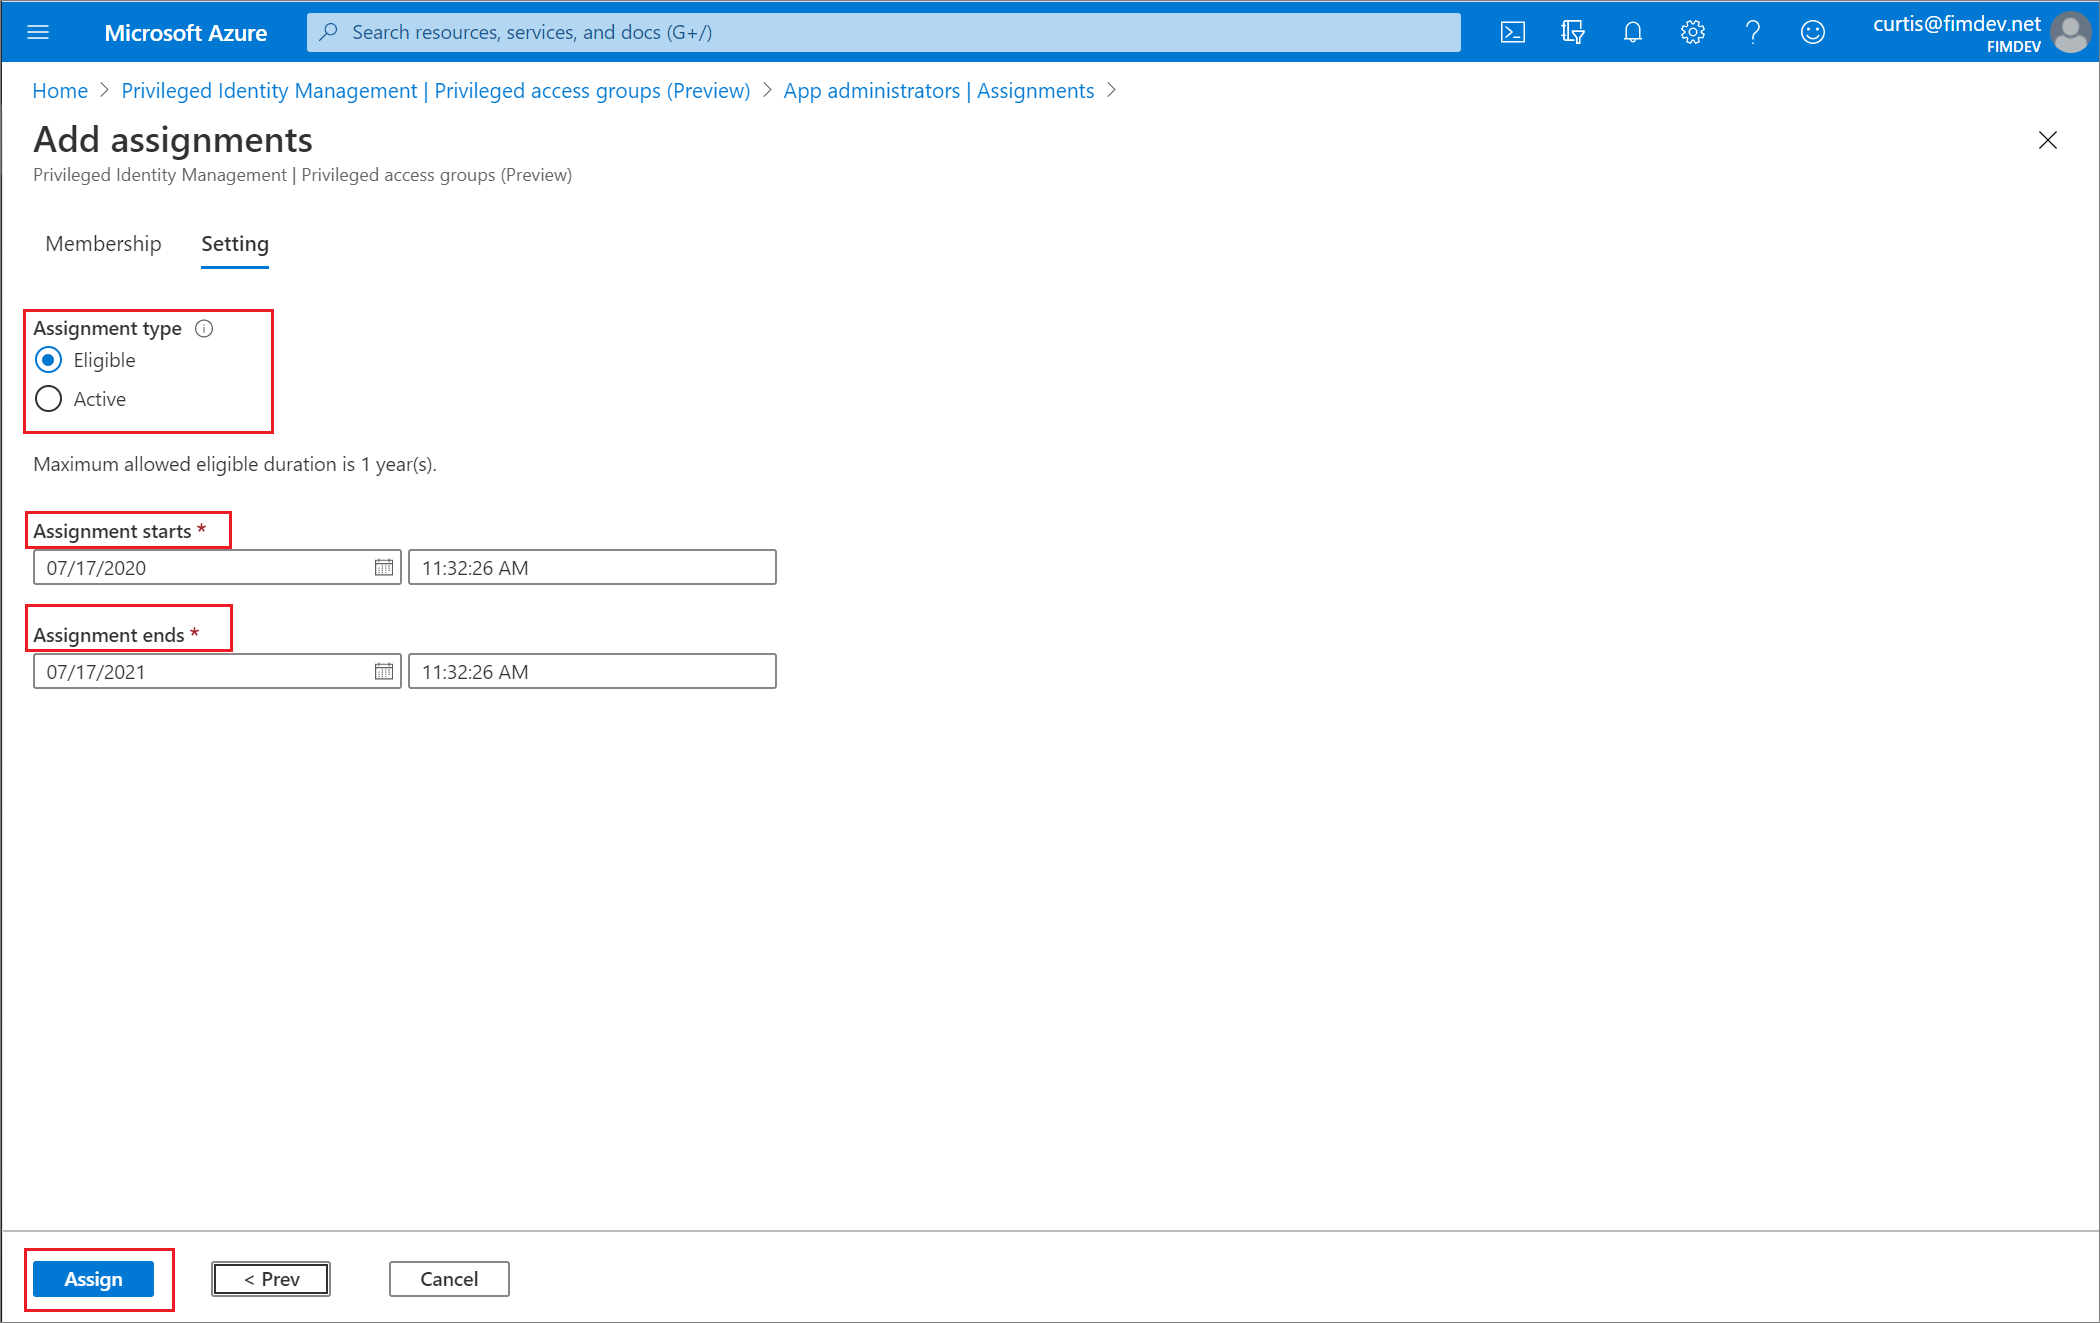 Microsoft Azure
Search resources, services, and docs (G+/)
curtis@fimdev.net
FIMDEV
Home > Privileged Identity Management | Privileged access groups (Preview) > App administrators | Assignments >
Add assignments
Privileged Identity Management | Privileged access groups (Preview)
Membership Setting
Assignment type
Eligible
Active
Maximum allowed eligible duration is 1 year(s).
Assignment starts *
07/17/2020 11:32:26 AM
Assignment ends *
07/17/2021 11:32:26 AM
Assign < Prev Cancel